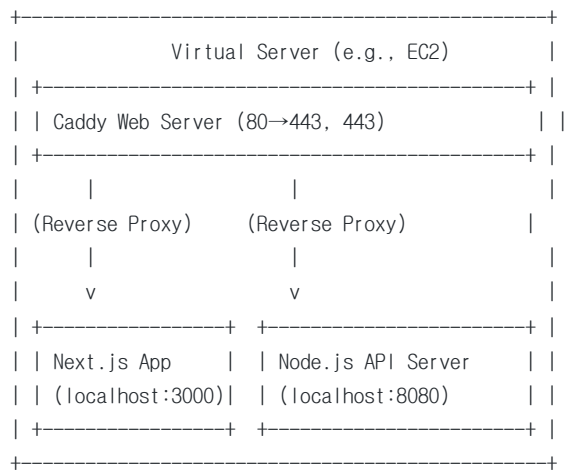 +-----------------------------------------------+
|              Virtual Server (e.g., EC2)         |
| +-------------------------------------------+ |
| | Caddy Web Server (80→443, 443)              | |
| +-------------------------------------------+ |
|      |                  |                       |
| (Reverse Proxy)     (Reverse Proxy)           |
|      |                  |                       |
|      v                  v                       |
| +-----------------+  +-----------------------+ |
| | Next.js App     |  | Node.js API Server     | |
| | (localhost:3000)|  | (localhost:8080)       | |
| +-----------------+  +-----------------------+ |
+-----------------------------------------------+